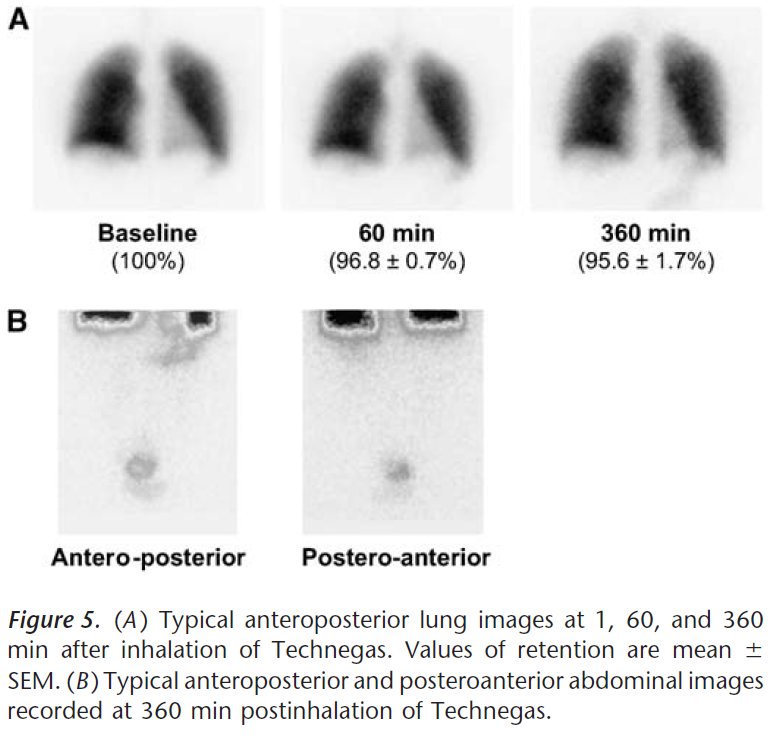 A
Baseline
(100%)
60 min
(96.8 ± 0.7%)
360 min
(95.6 ± 1.7%)
B
Antero-posterior
Postero-anterior
Figure 5. (A) Typical anteroposterior lung images at 1, 60, and 360
min after inhalation of Technegas. Values of retention are mean ±
SEM. (B) Typical anteroposterior and posteroanterior abdominal images
recorded at 360 min postinhalation of Technegas.